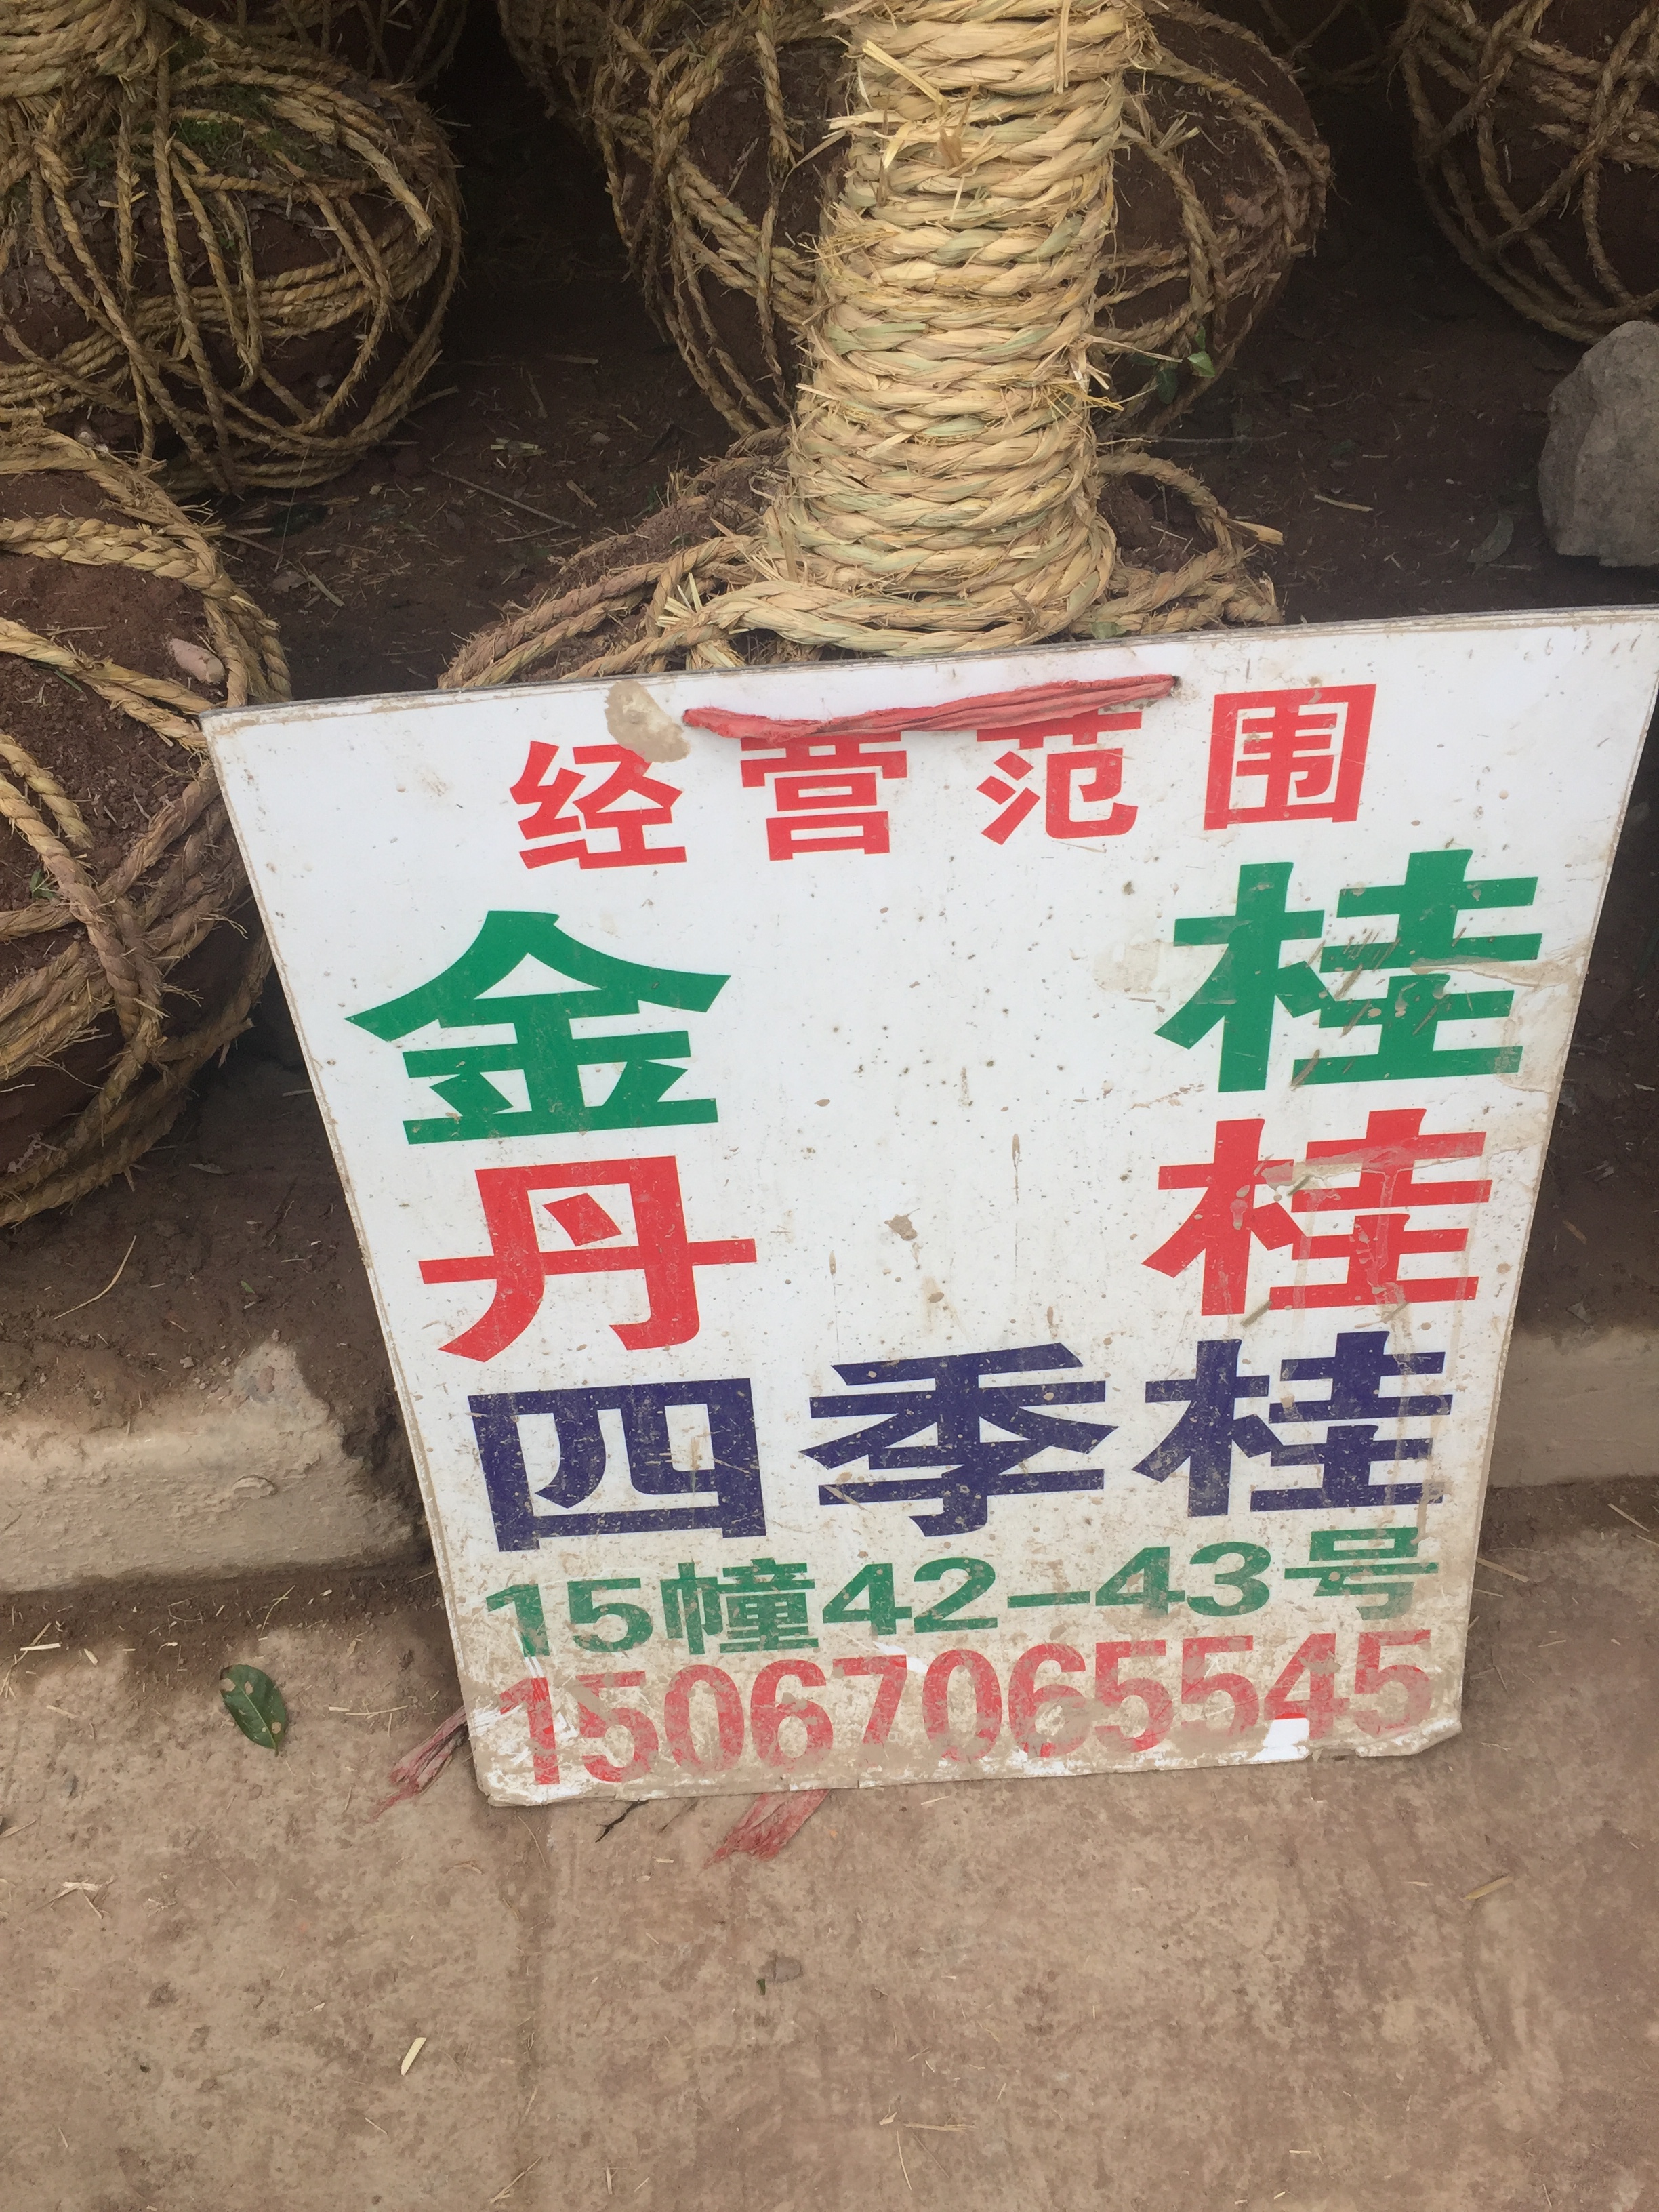 经营范围
金 桂
丹 桂
四季桂
15幢42-43号
15067065545